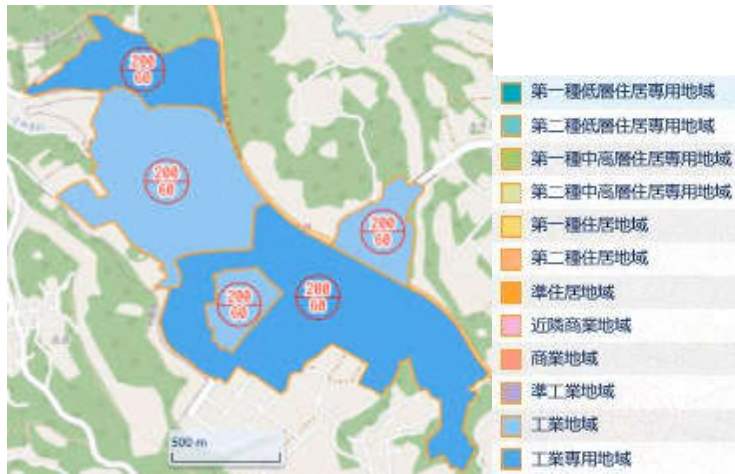 200
60
200
60
200
60
200
60
200
60
500 m
第一種低層住居専用地域
第二種低層住居専用地域
第一種中高層住居専用地域
第二種中高層住居専用地域
第一種住居地域
第二種住居地域
準住居地域
近隣商業地域
商業地域
準工業地域
工業地域
工業専用地域